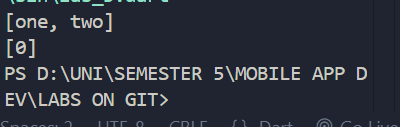 [one, two]
[0]
PS D:\UNI\SEMESTER 5\MOBILE APP D
EV\LABS ON GIT>